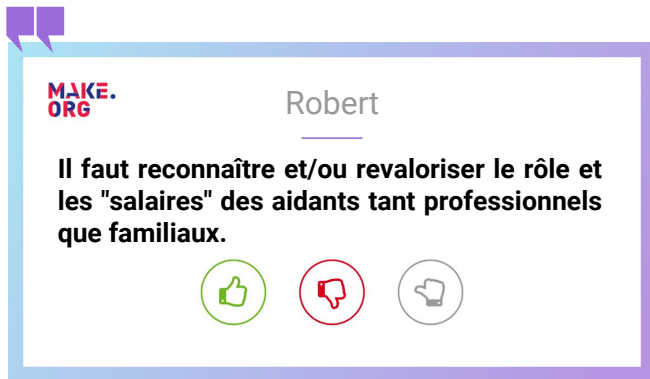 MAKE.
ORG
Robert
Il faut reconnaître et/ou revaloriser le rôle et
les "salaires" des aidants tant professionnels
que familiaux.